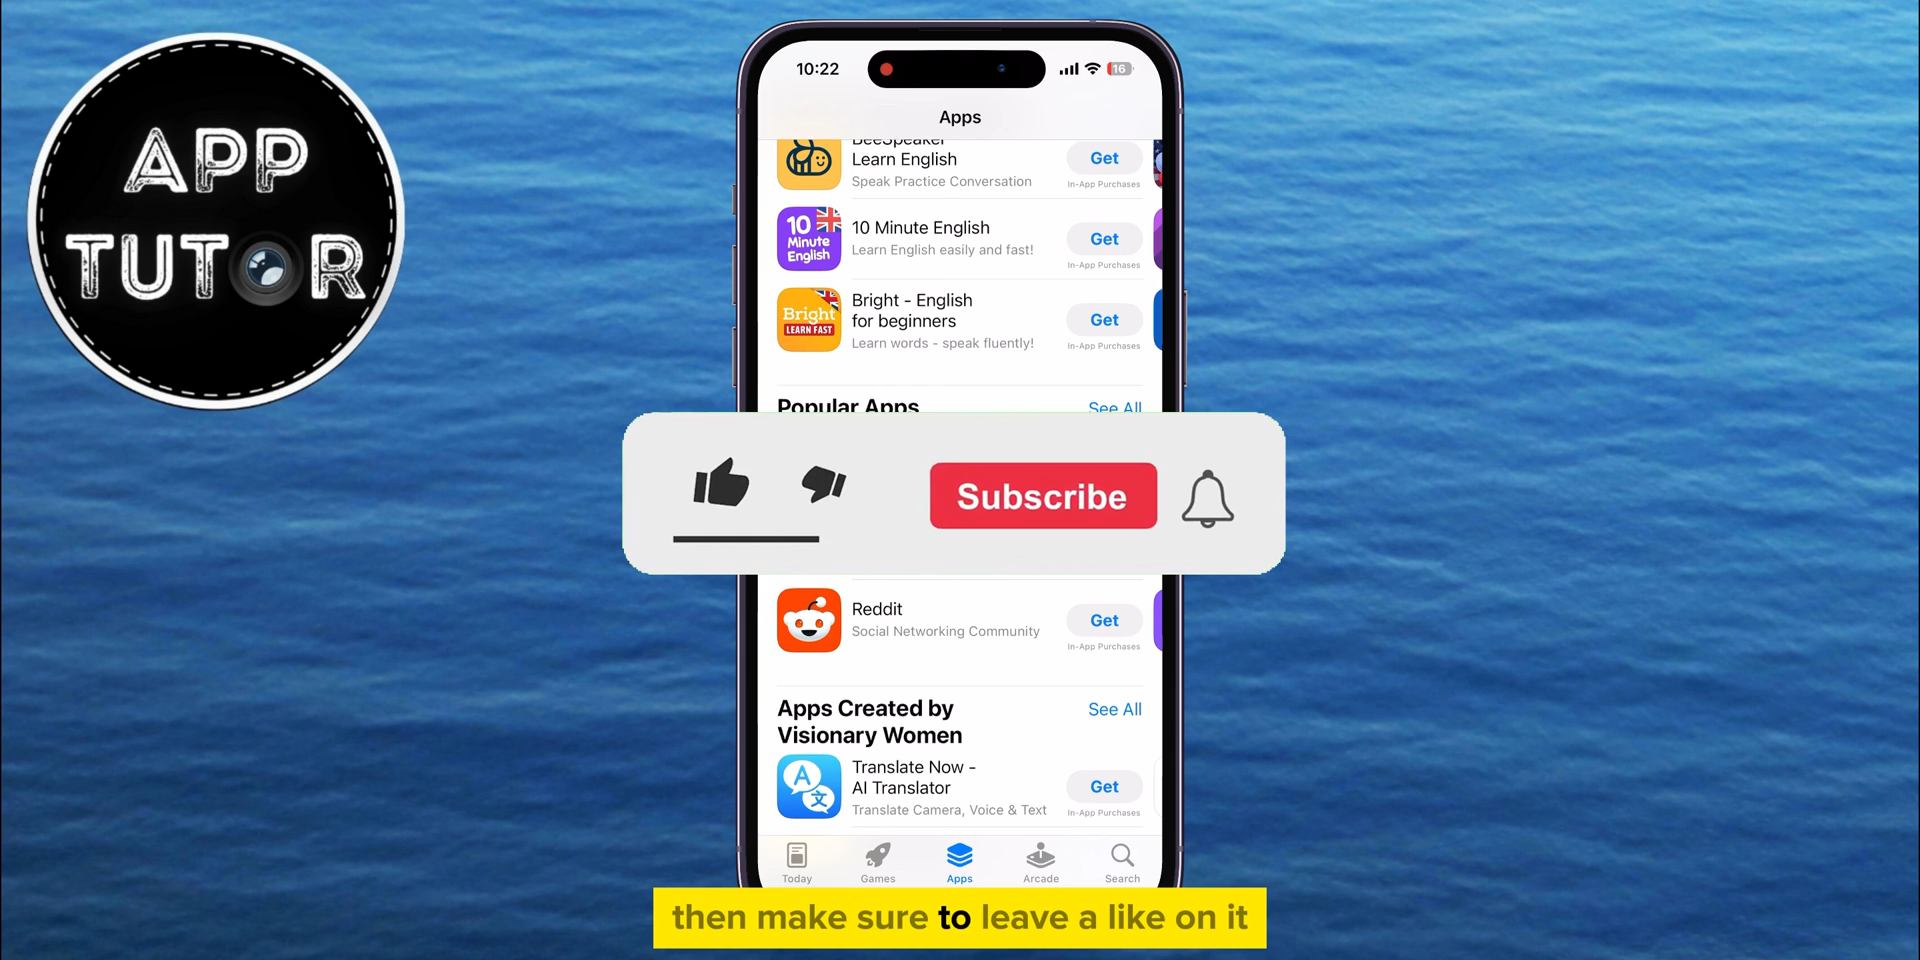 APP
TUTOR
10:22
16
Apps
BeeSpeaker
Learn English
Speak Practice Conversation
Get
In-App Purchases
10
Minute
English
10 Minute English
Learn English easily and fast!
Get
In-App Purchases
Bright
LEARN FAST
Bright - English
for beginners
Learn words - speak fluently!
Get
In-App Purchases
Popular Apps
See All
Subscribe
Reddit
Social Networking Community
Get
In-App Purchases
Apps Created by
Visionary Women
See All
A
文
Translate Now -
AI Translator
Translate Camera, Voice & Text
Get
In-App Purchases
Today
Games
Apps
Arcade
Search
then make sure to leave a like on it